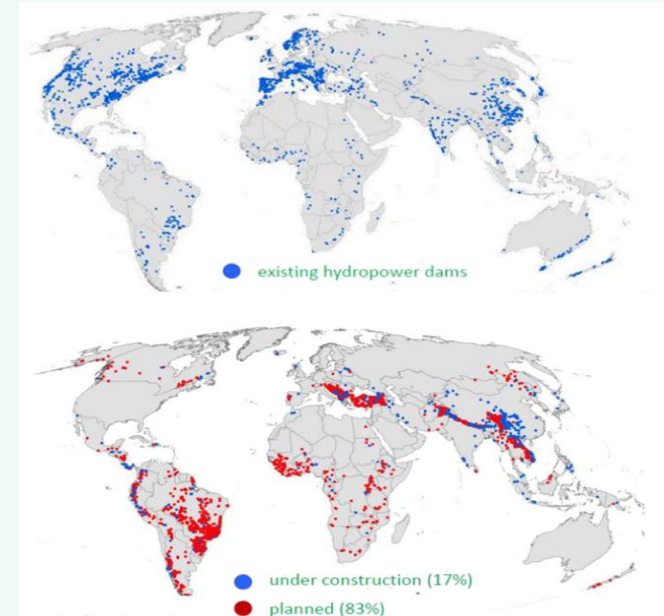 existing hydropower dams
under construction (17%)
planned (83%)